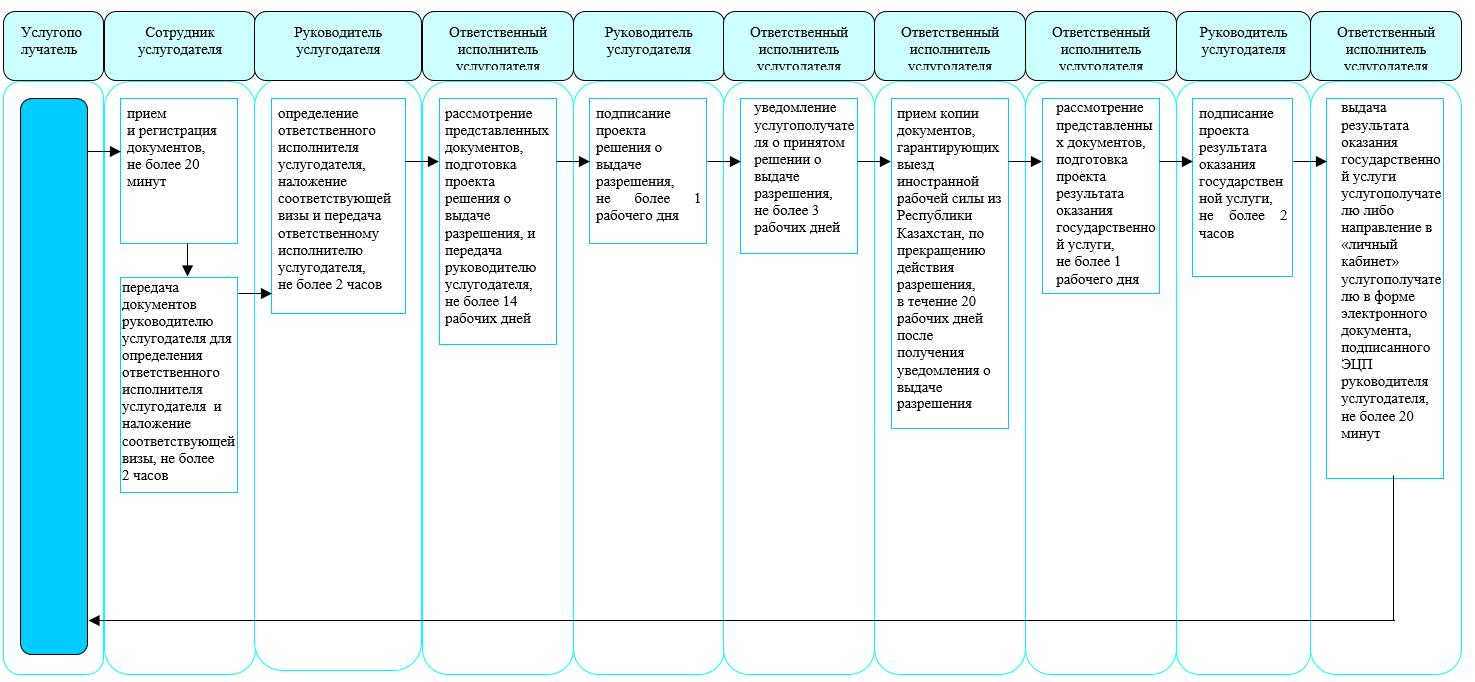 Услугопо
лучатель
Сотрудник
услугодателя
Руководитель
услугодателя
Ответственный
исполнитель
услугодателя
Руководитель
услугодателя
Ответственный
исполнитель
услугодателя
Ответственный
исполнитель
услугодателя
Ответственный
исполнитель
услугодателя
Руководитель
услугодателя
Ответственный
исполнитель
услугодателя
прием
и регистрация
документов,
не более 20
минут
передача
документов
руководителю
услугодателя для
определения
ответственного
исполнителя
услугодателя и
наложение
соответствующей
визы, не более
2 часов
определение
ответственного
исполнителя
услугодателя,
наложение
соответствующей
визы и передача
ответственному
исполнителю
услугодателя,
не более 2 часов
рассмотрение
представленных
документов,
подготовка
проекта
решения о
выдаче
разрешения, и
передача
руководителю
услугодателя,
не более 14
рабочих дней
подписание
проекта
решения о
выдаче
разрешения,
не более 1
рабочего дня
уведомление
услугополучате
ля о принятом
решении о
выдаче
разрешения,
не более 3
рабочих дней
прием копии
документов,
гарантирующих
выезд
иностранной
рабочей силы из
Республики
Казахстан, по
прекращению
действия
разрешения,
в течение 20
рабочих дней
после
получения
уведомления о
выдаче
разрешения
рассмотрение
представленны
х документов,
подготовка
проекта
результата
оказания
государственно
й услуги,
не более 1
рабочего дня
подписание
проекта
результата
оказания
государствен
ной услуги,
не более 2
часов
выдача
результата
оказания
государственно
й услуги
услугополучате
лю либо
направление в
«личный
кабинет»
услугополучате
лю в форме
электронного
документа,
подписанного
ЭЦП
руководителя
услугодателя,
не более 20
минут